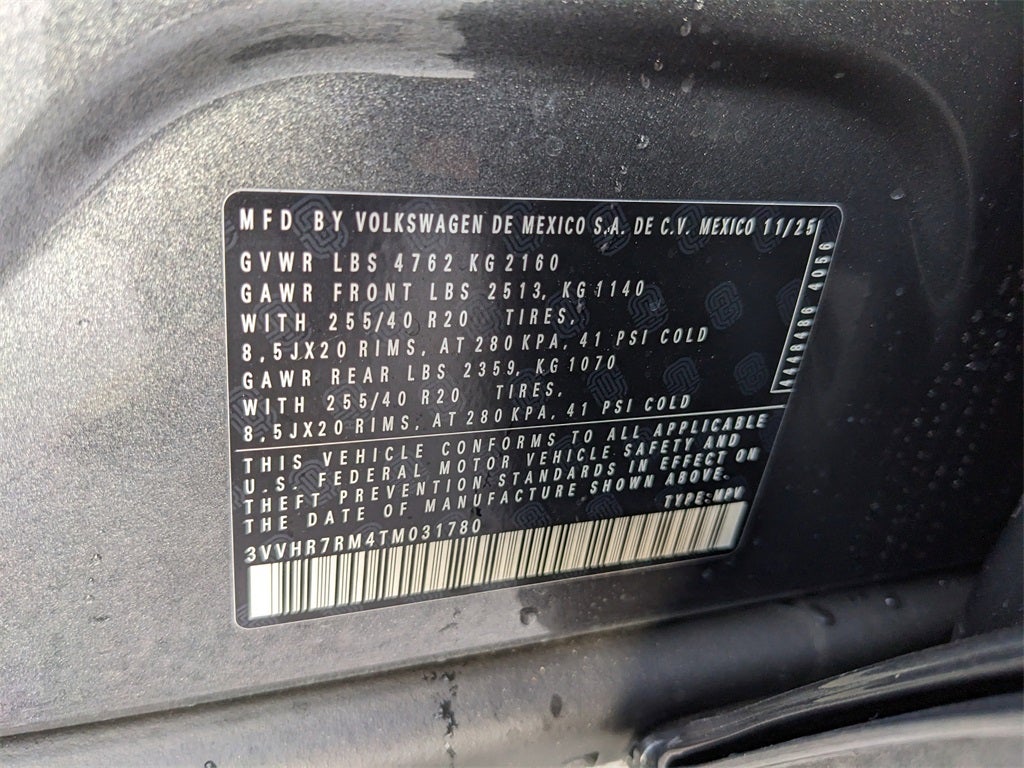 MFD BY VOLKSWAGEN DE MEXICO S.A. DE C.V. MEXICO 11/25
GVWR LBS 4762 KG 2160
GAWR FRONT LBS 2513, KG 1140
WITH 255/40 R20 TIRES,
8,5JX20 RIMS, AT 280 KPA, 41 PSI COLD
GAWR REAR LBS 2359, KG 1070
WITH 255/40 R20 TIRES,
8,5JX20 RIMS, AT 280 KPA, 41 PSI COLD
THIS VEHICLE CONFORMS TO ALL APPLICABLE
U.S. FEDERAL MOTOR VEHICLE SAFETY AND
THEFT PREVENTION STANDARDS IN EFFECT ON
THE DATE OF MANUFACTURE SHOWN ABOVE.
TYPE: MPV
3VVHR7RM4TM031780
4056